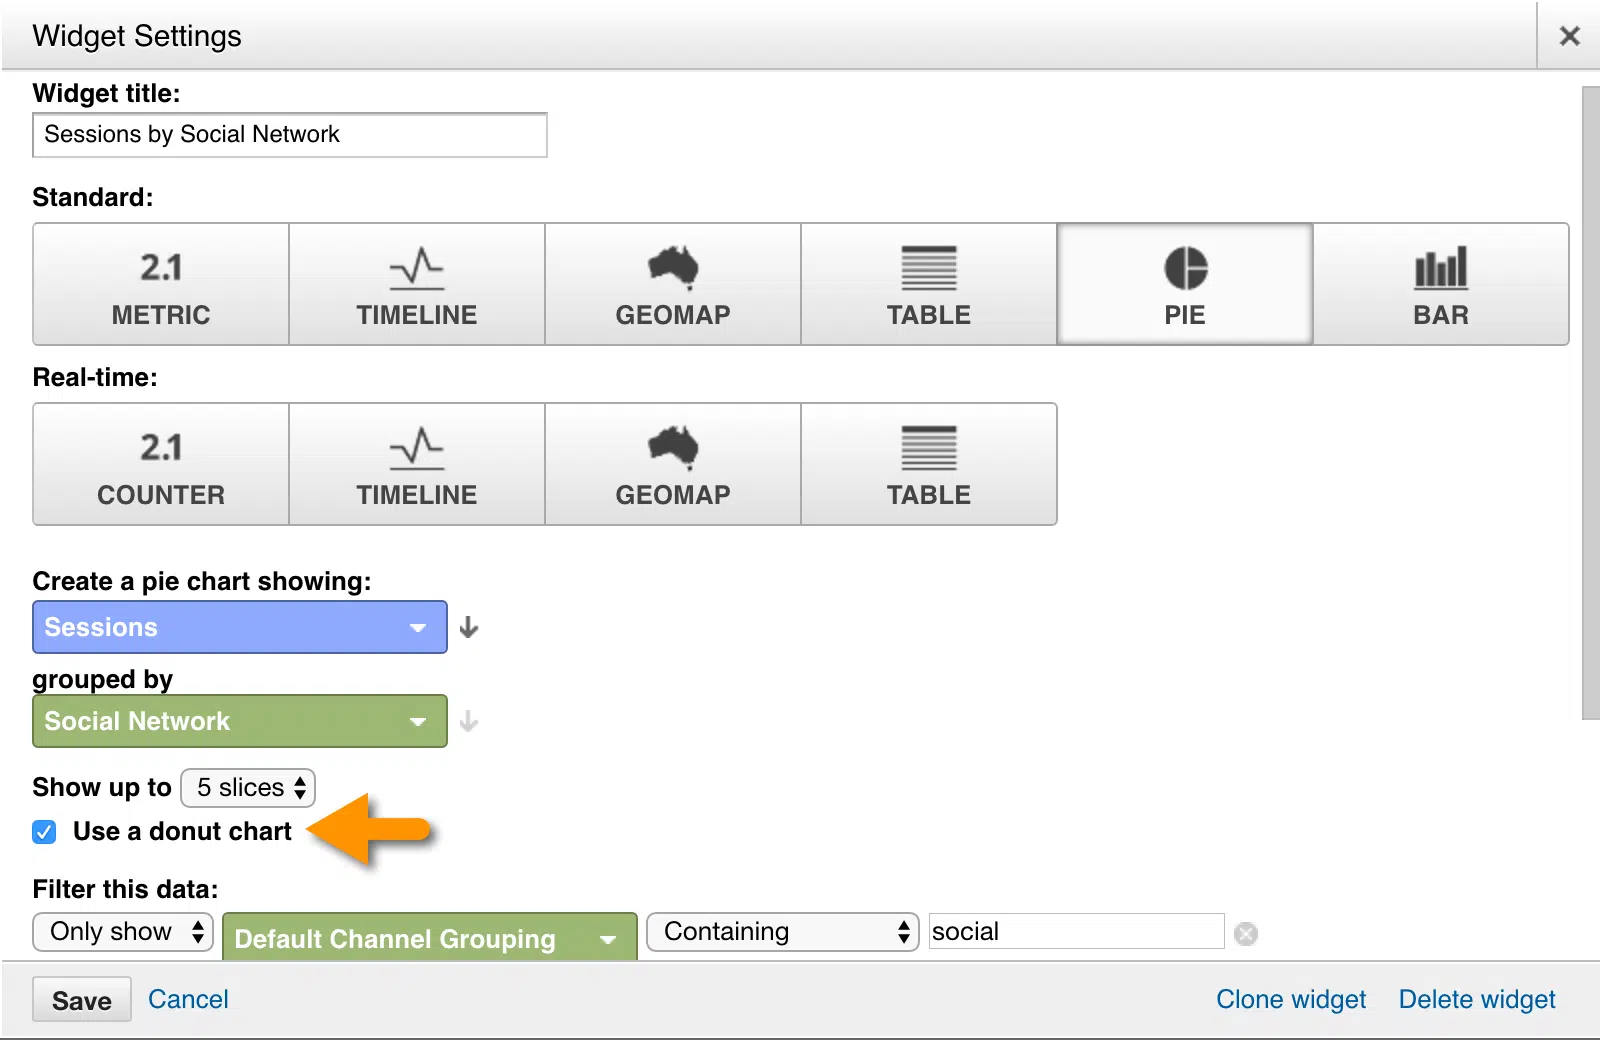 Widget Settings
Widget title:
Sessions by Social Network
Standard:
2.1
METRIC
TIMELINE
GEOMAP
TABLE
PIE
BAR
Real-time:
2.1
COUNTER
TIMELINE
GEOMAP
TABLE
Create a pie chart showing:
Sessions
grouped by
Social Network
Show up to 5 slices
Use a donut chart
Filter this data:
Only show Default Channel Grouping Containing social
Save Cancel Clone widget Delete widget